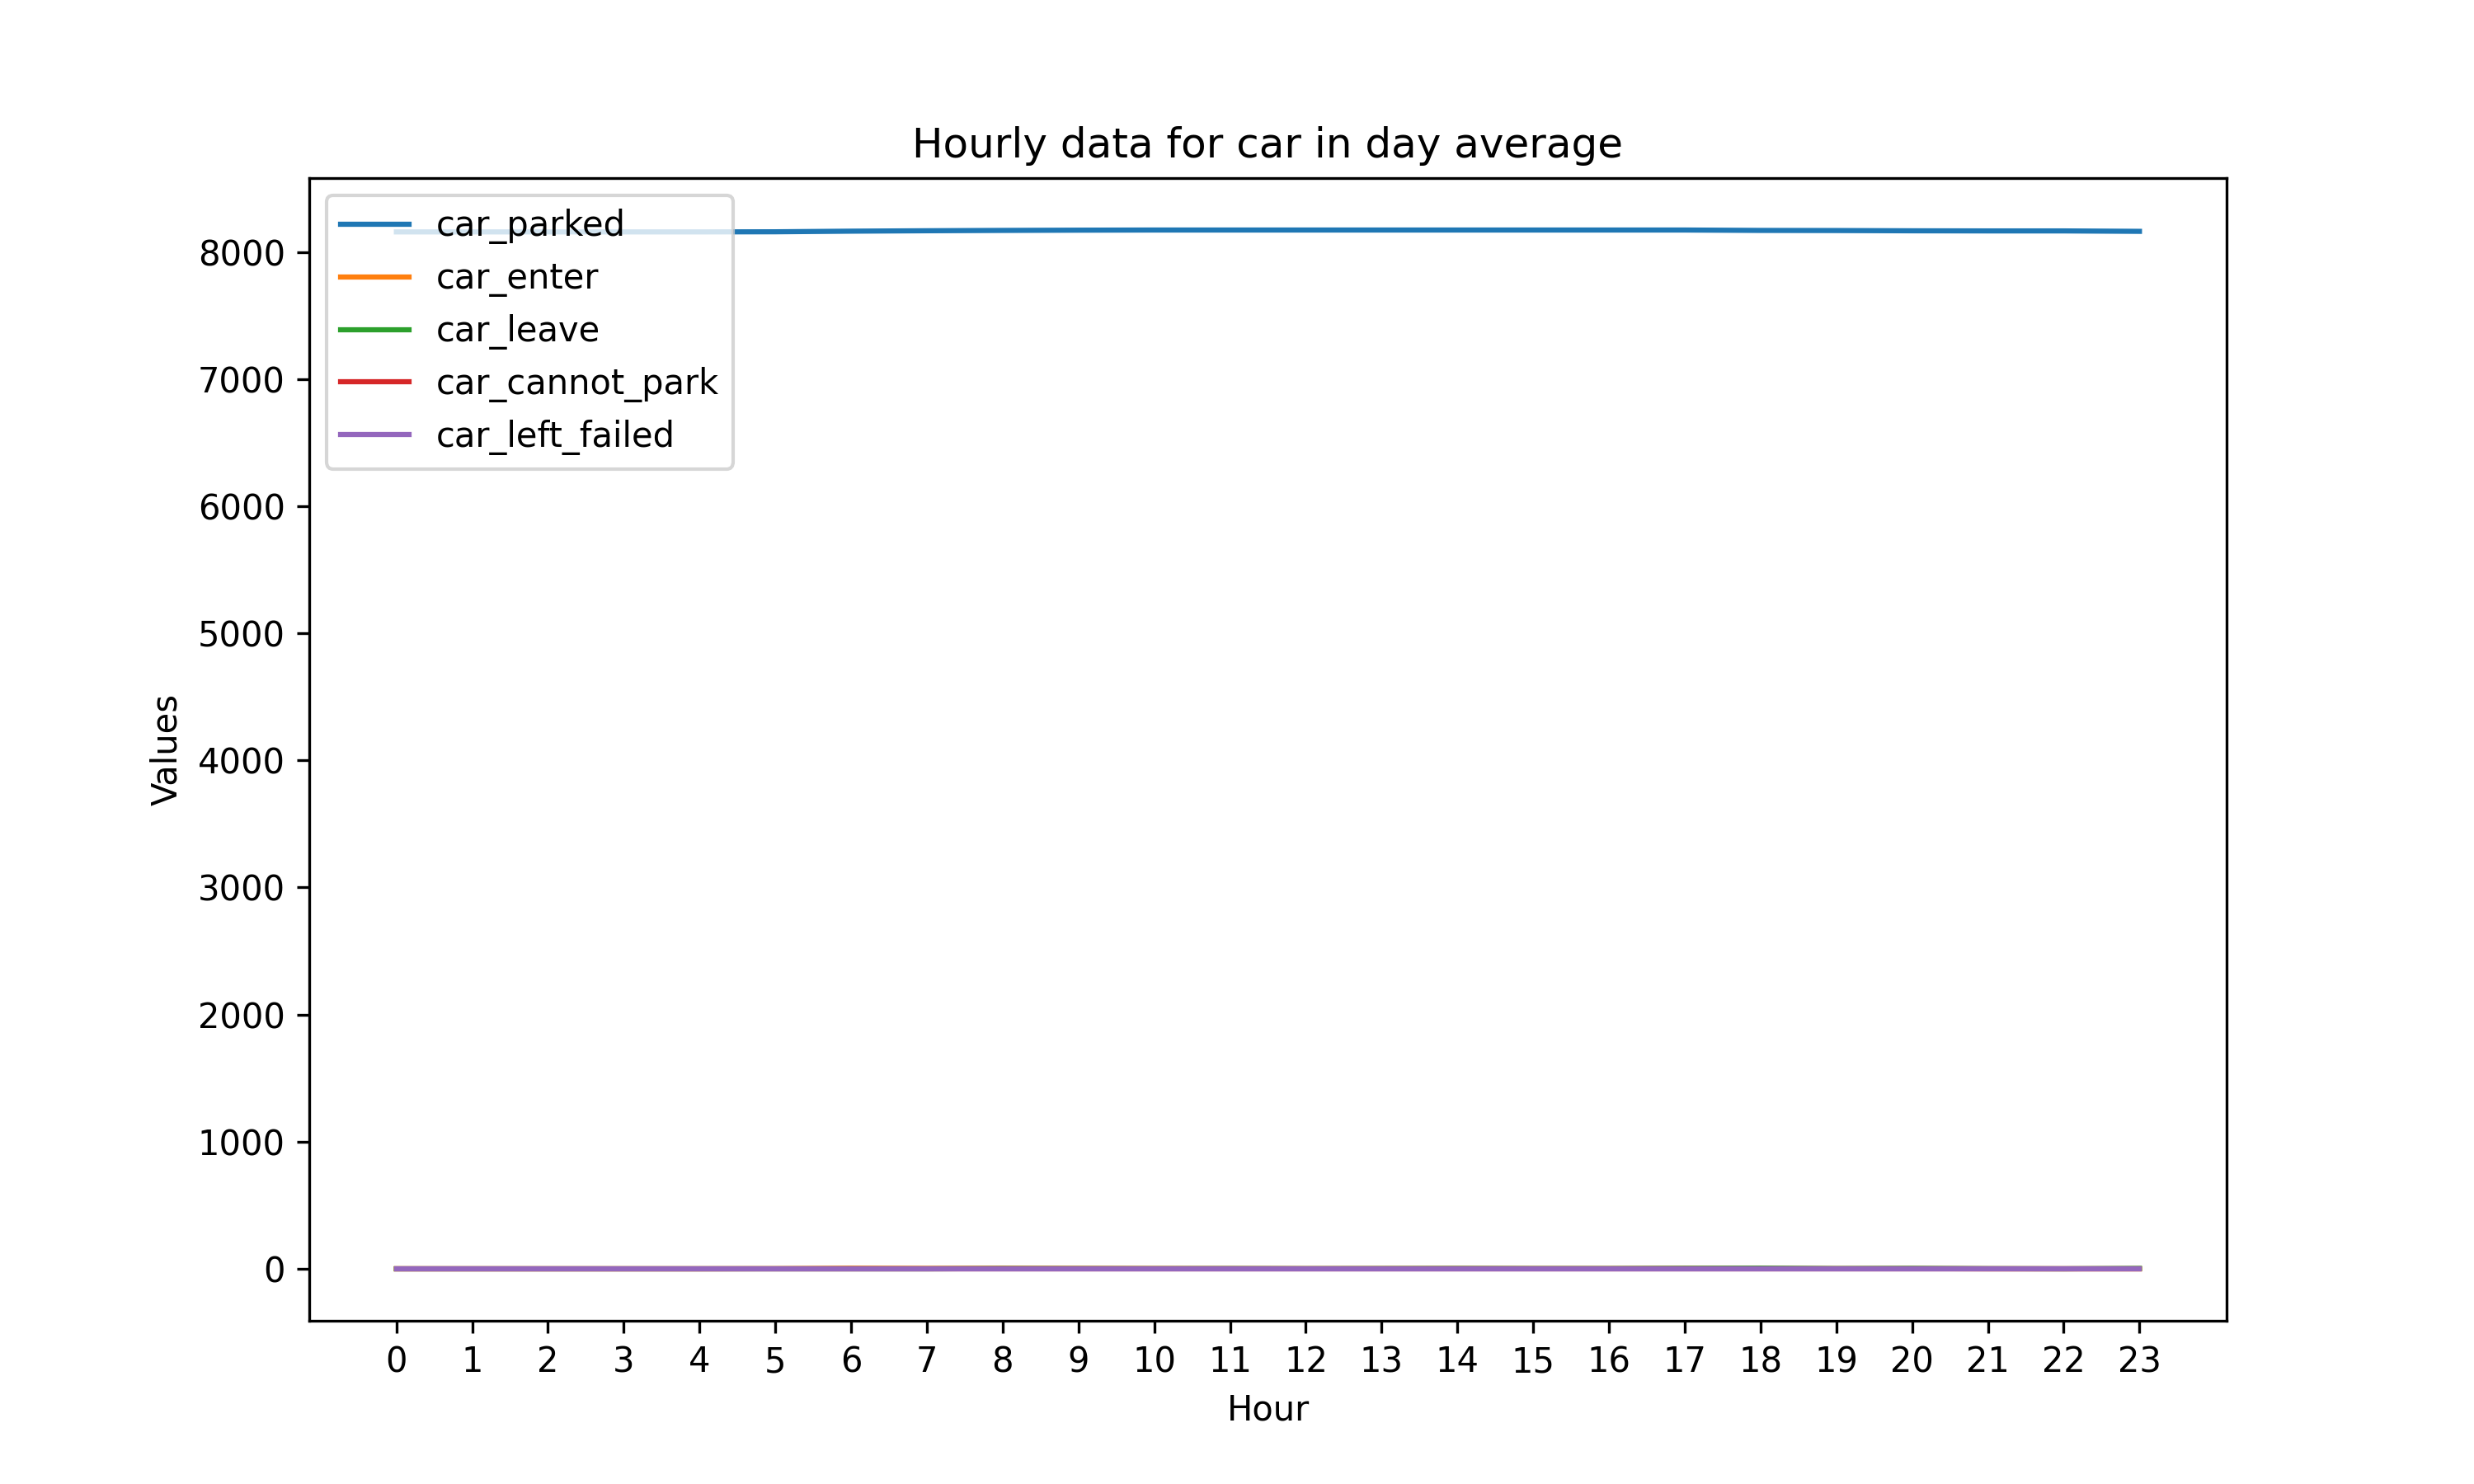 Hourly data for car in day average
car_parked
car_enter
car_leave
car_cannot_park
car_left_failed
8000
7000
6000
5000
4000
3000
2000
1000
0
Values
0 1 2 3 4 5 6 7 8 9 10 11 12 13 14 15 16 17 18 19 20 21 22 23
Hour